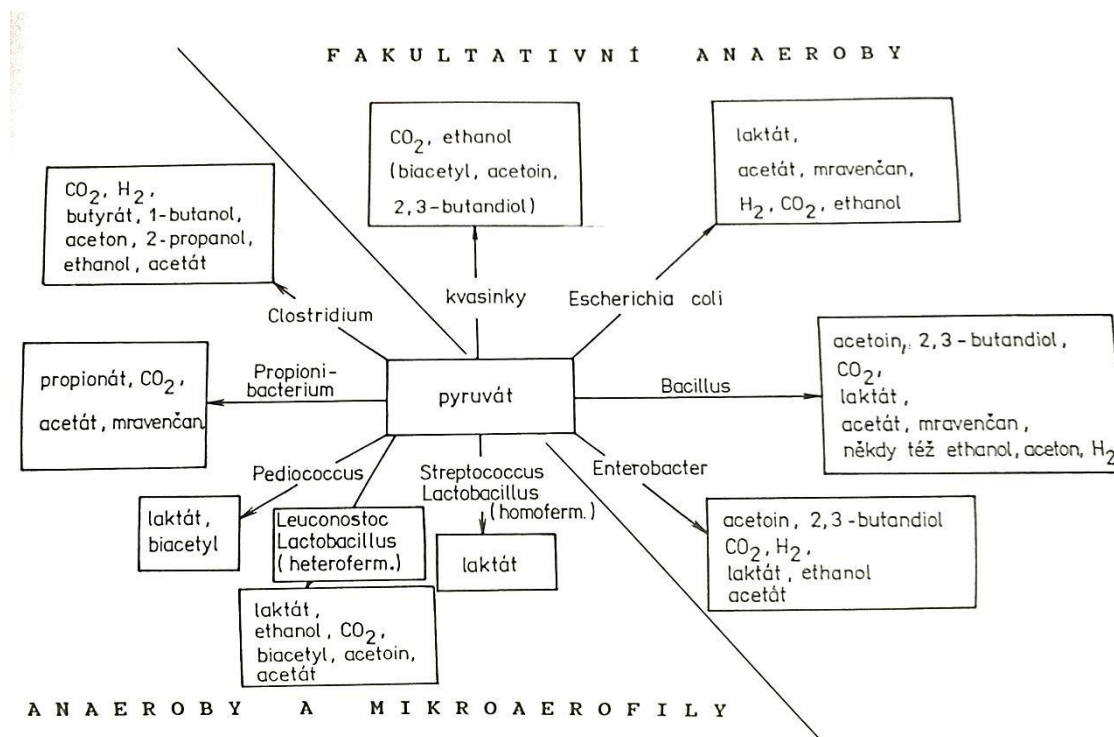 FAKULTATIVNÍ ANAEROBY
CO2, ethanol
(biacetyl, acetoin,
2,3-butandiol)
laktát,
acetát, mravenčan,
H2, CO2, ethanol
CO2, H2,
butyrát, 1-butanol,
aceton, 2-propanol,
ethanol, acetát
Clostridium
kvasinky
Escherichia coli
propionát, CO2,
acetát, mravenčan
Propioni-
bacterium
pyruvát
Bacillus
acetoin, 2,3-butandiol,
CO2,
laktát,
acetát, mravenčan,
někdy též ethanol, aceton, H2
Pediococcus
Streptococcus
Lactobacillus
(homoferm.)
Enterobacter
laktát,
biacetyl
Leuconostoc
Lactobacillus
(heteroferm.)
laktát
acetoin, 2,3-butandiol
CO2, H2,
laktát, ethanol
acetát
laktát,
ethanol, CO2,
biacetyl, acetoin,
acetát
ANAEROBY A MIKROAEROFILY